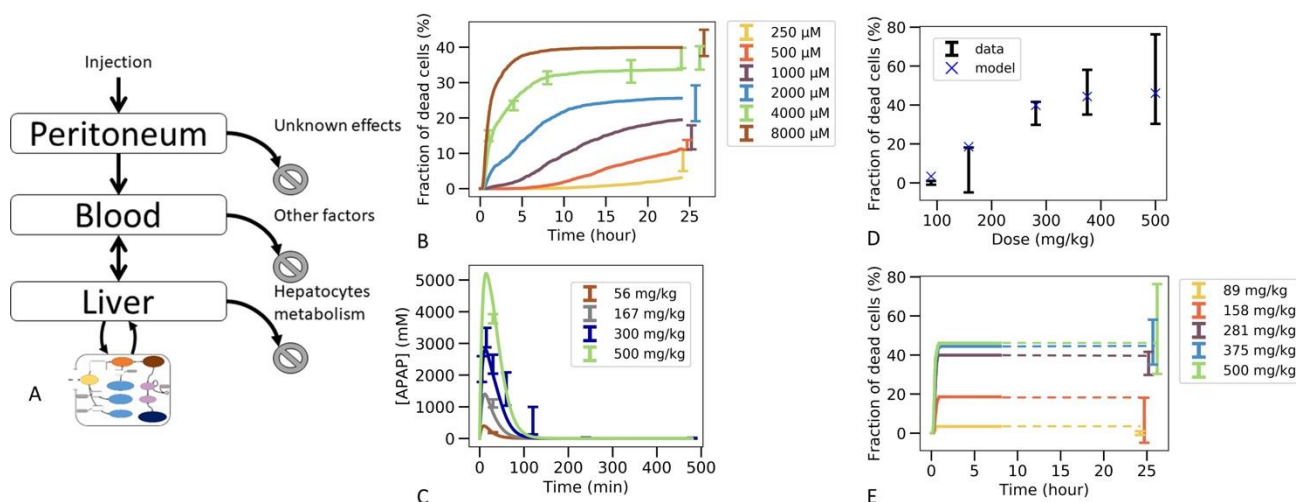 Injection
Peritoneum
Unknown effects
Blood
Other factors
Liver
Hepatocytes
metabolism
A
Fraction of dead cells (%)
40
30
20
10
0
0 5 10 15 20 25
Time (hour)
250 µM
500 µM
1000 µM
2000 µM
4000 µM
8000 µM
B
[APAP] (mM)
5000
4000
3000
2000
1000
0
0 100 200 300 400 500
Time (min)
56 mg/kg
167 mg/kg
300 mg/kg
500 mg/kg
C
Fraction of dead cells (%)
80
60
40
20
0
100 200 300 400 500
Dose (mg/kg)
data
model
D
Fraction of dead cells (%)
80
60
40
20
0
0 5 10 15 20 25
Time (hour)
89 mg/kg
158 mg/kg
281 mg/kg
375 mg/kg
500 mg/kg
E